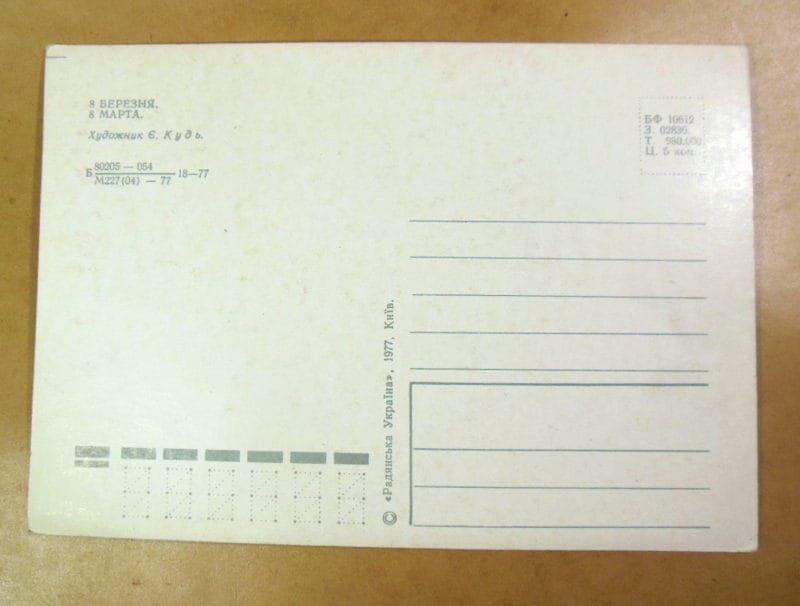 8 БЕРЕЗНЯ.
8 МАРТА.
Художник Є. Кудь.
Б 80205 — 054
М227(04) — 77 18—77
БФ 10612
З. 02836.
Т. 980.000
Ц. 5 коп.
© «Радянська Україна», 1977, Київ.